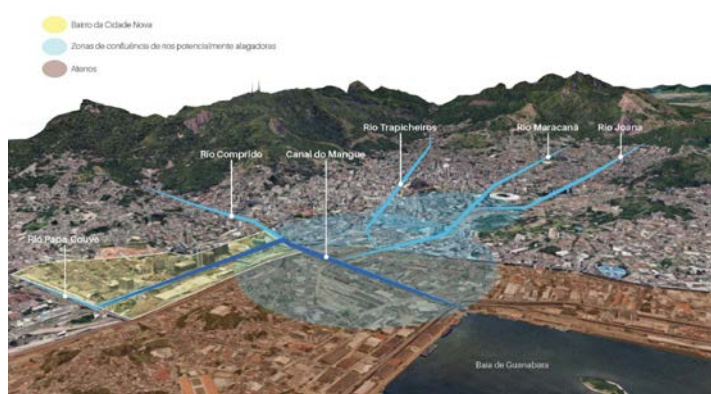 Bairro da Cidade Nova
Zonas de confluência de rios potencialmente alagadoras
Aterros
Rio Trapicheiros
Rio Maracanã
Rio Joana
Rio Comprido
Canal do Mangue
Rio Papa-Couve
Baía de Guanabara